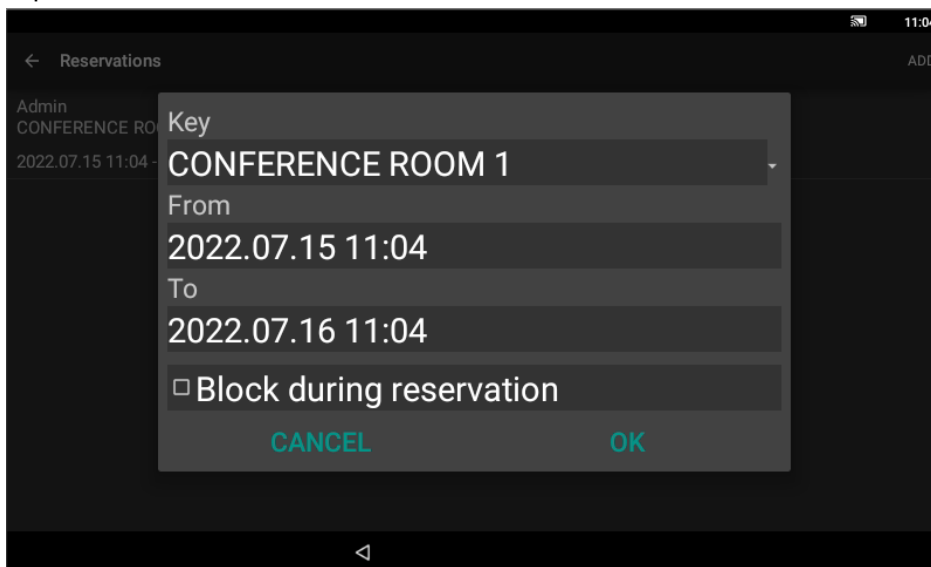 11:04
Reservations
ADD
Admin
CONFERENCE RO
2022.07.15 11:04 -
Key
CONFERENCE ROOM 1
From
2022.07.15 11:04
To
2022.07.16 11:04
Block during reservation
CANCEL OK